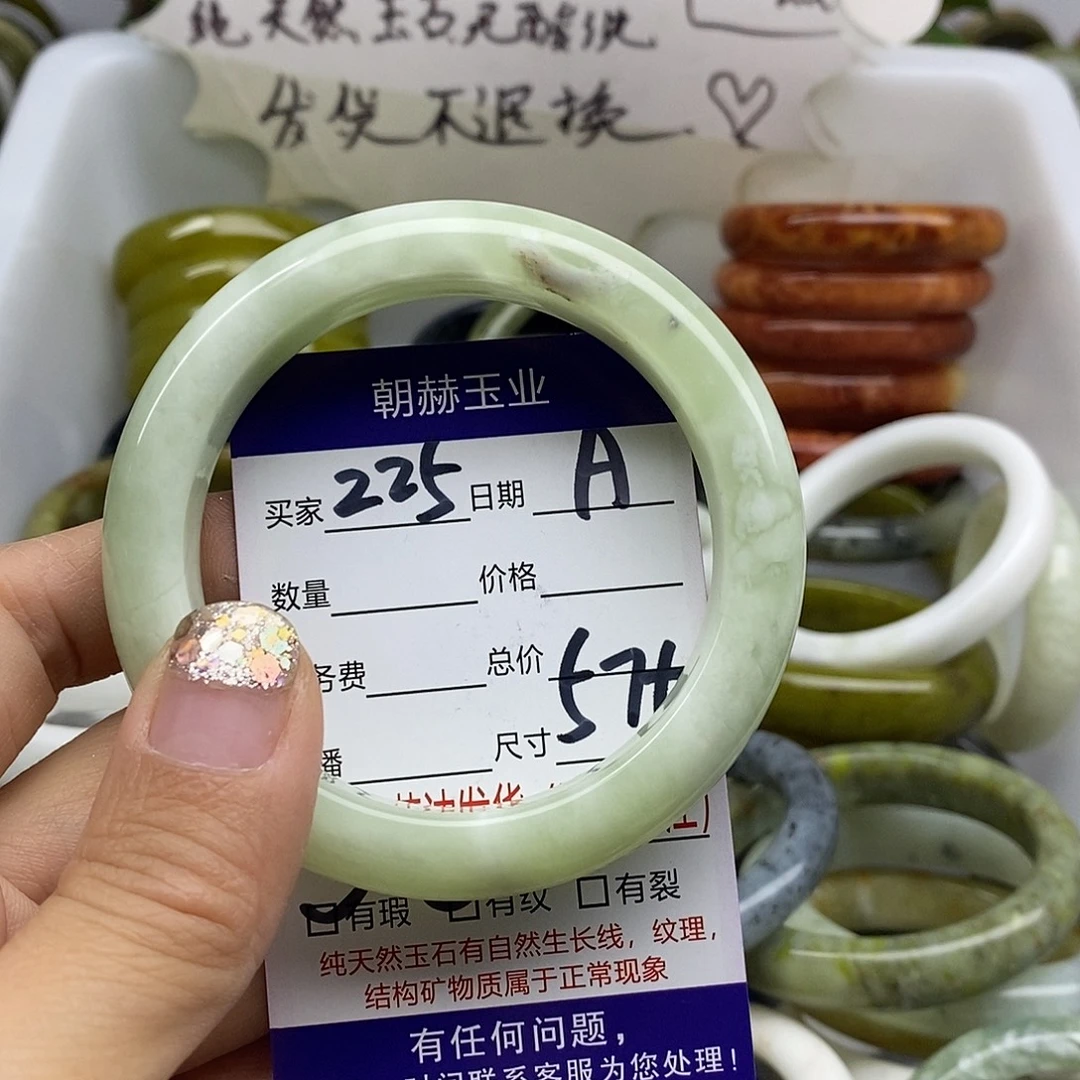 纯天然玉石无酸洗
发货不退换
朝赫玉业
买家 225 日期 A
数量 价格
务费 总价
播 尺寸 57
有瑕 有纹 有裂
纯天然玉石有自然生长线，纹理，
结构矿物质属于正常现象
有任何问题，
联系客服为您处理！